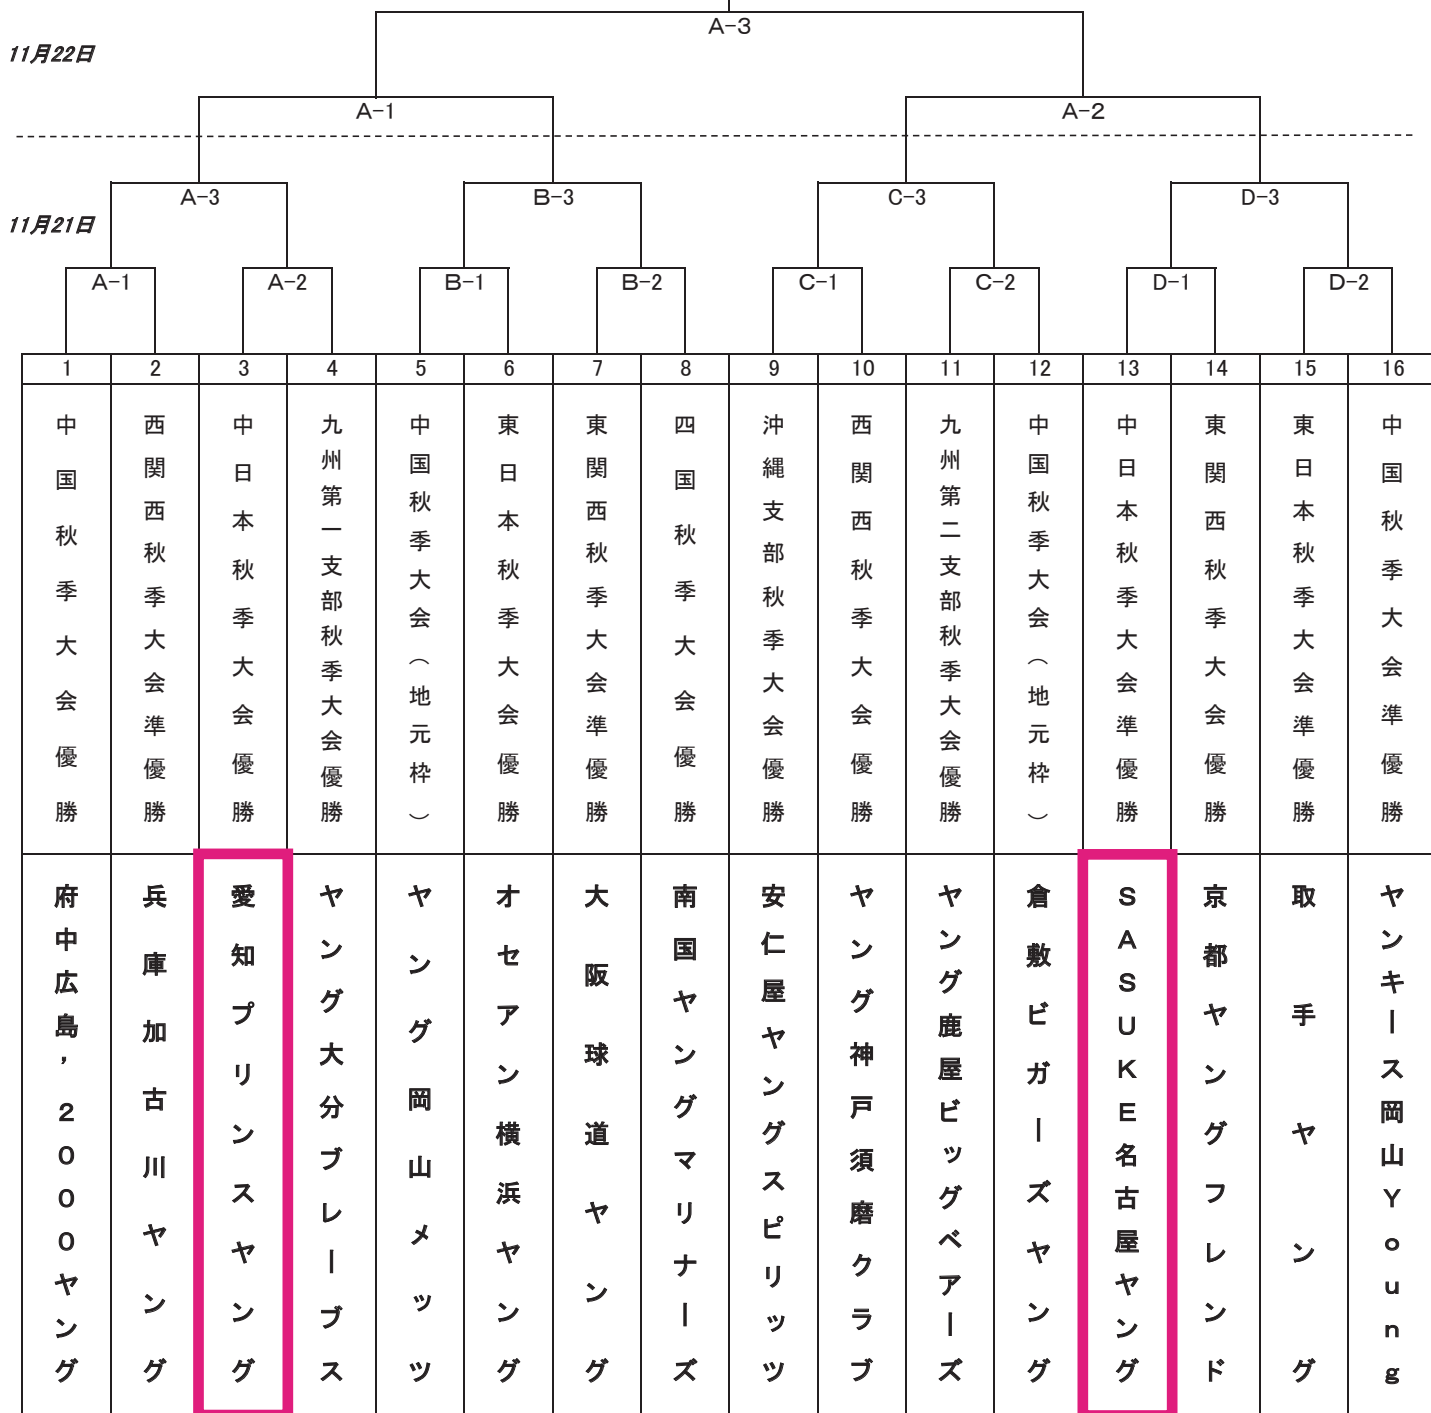 A-3
11月22日
A-1
A-2
A-3
B-3
C-3
D-3
11月21日
A-1
A-2
B-1
B-2
C-1
C-2
D-1
D-2
1
2
3
4
5
6
7
8
9
10
11
12
13
14
15
16
中国秋季大会優勝
西関西秋季大会準優勝
中日本秋季大会優勝
九州第一支部秋季大会優勝
中国秋季大会（地元枠）
東日本秋季大会優勝
東関西秋季大会準優勝
四国秋季大会優勝
沖縄支部秋季大会優勝
西関西秋季大会優勝
九州第二支部秋季大会優勝
中国秋季大会（地元枠）
中日本秋季大会準優勝
東関西秋季大会優勝
東日本秋季大会準優勝
中国秋季大会準優勝
府中広島，２０００ヤング
兵庫加古川ヤング
愛知プリンスヤング
ヤング大分ブレーブス
ヤング岡山メッツ
オセアン横浜ヤング
大阪球道ヤング
南国ヤングマリナーズ
安仁屋ヤングスピリッツ
ヤング神戸須磨クラブ
ヤング鹿屋ビッグベアーズ
倉敷ビガーズヤング
ＳＡＳＵＫＥ名古屋ヤング
京都ヤングフレンド
取手ヤング
ヤンキース岡山Ｙｏｕｎｇ